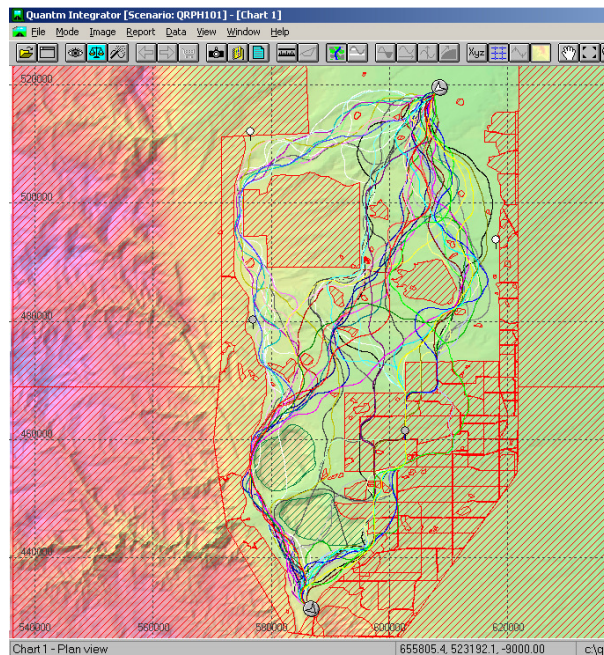 Quantm Integrator [Scenario: QRPH101] - [Chart 1]
File Mode Image Report Data View Window Help
Xyz
520000
500000
480000
460000
440000
540000 560000 580000 600000 620000
Chart 1 - Plan view 655805.4, 523192.1, -9000.00 c:\q